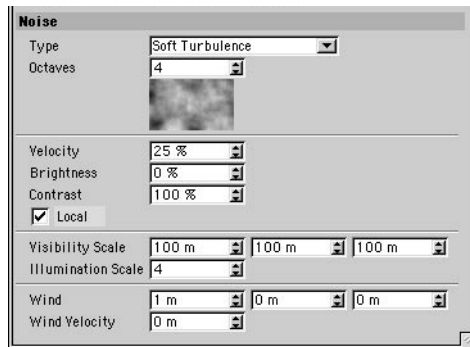 Noise
Type Soft Turbulence
Octaves 4
Velocity 25 %
Brightness 0 %
Contrast 100 %
Local
Visibility Scale 100 m 100 m 100 m
Illumination Scale 4
Wind 1 m 0 m 0 m
Wind Velocity 0 m